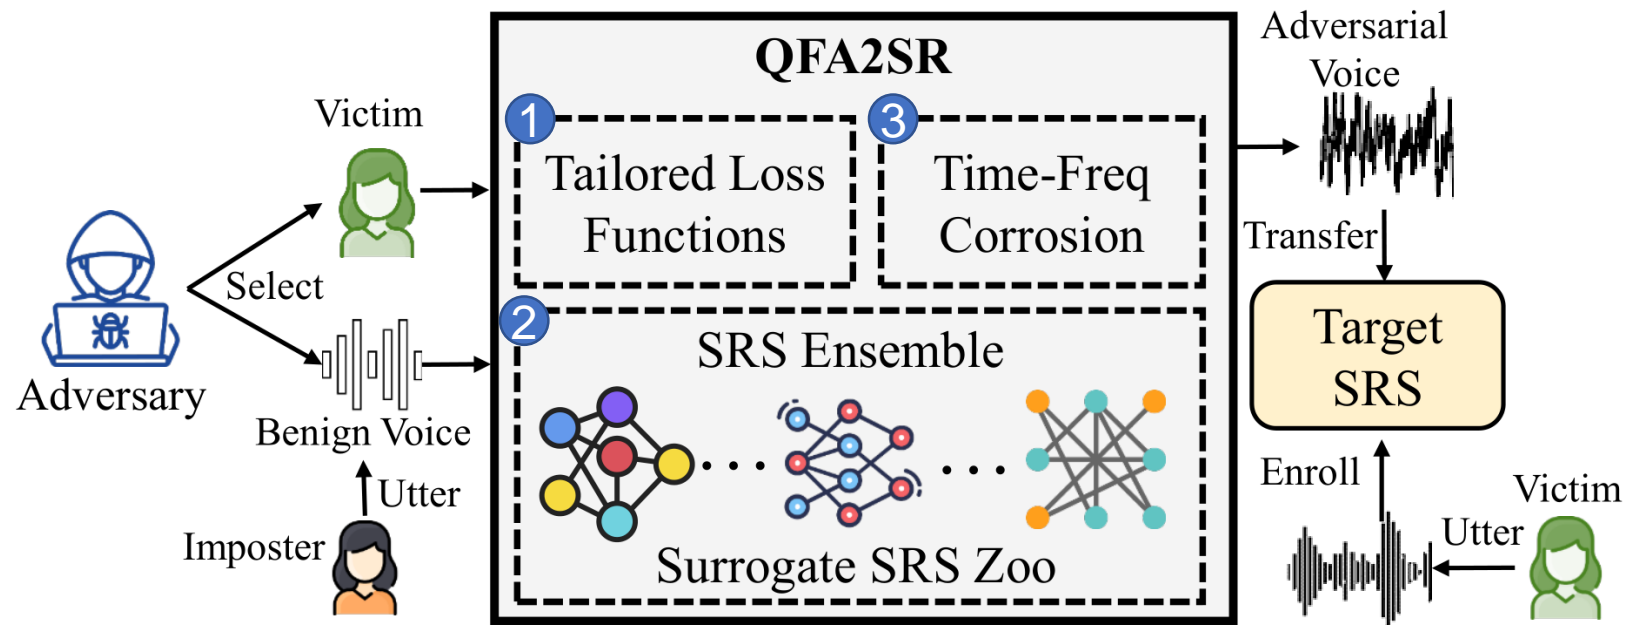 QFA2SR
Adversarial
Voice
Victim
1
Tailored Loss
Functions
3
Time-Freq
Corrosion
Transfer
Select
Adversary
Benign Voice
Utter
Imposter
2
SRS Ensemble
...
...
Surrogate SRS Zoo
Target
SRS
Enroll
Victim
Utter